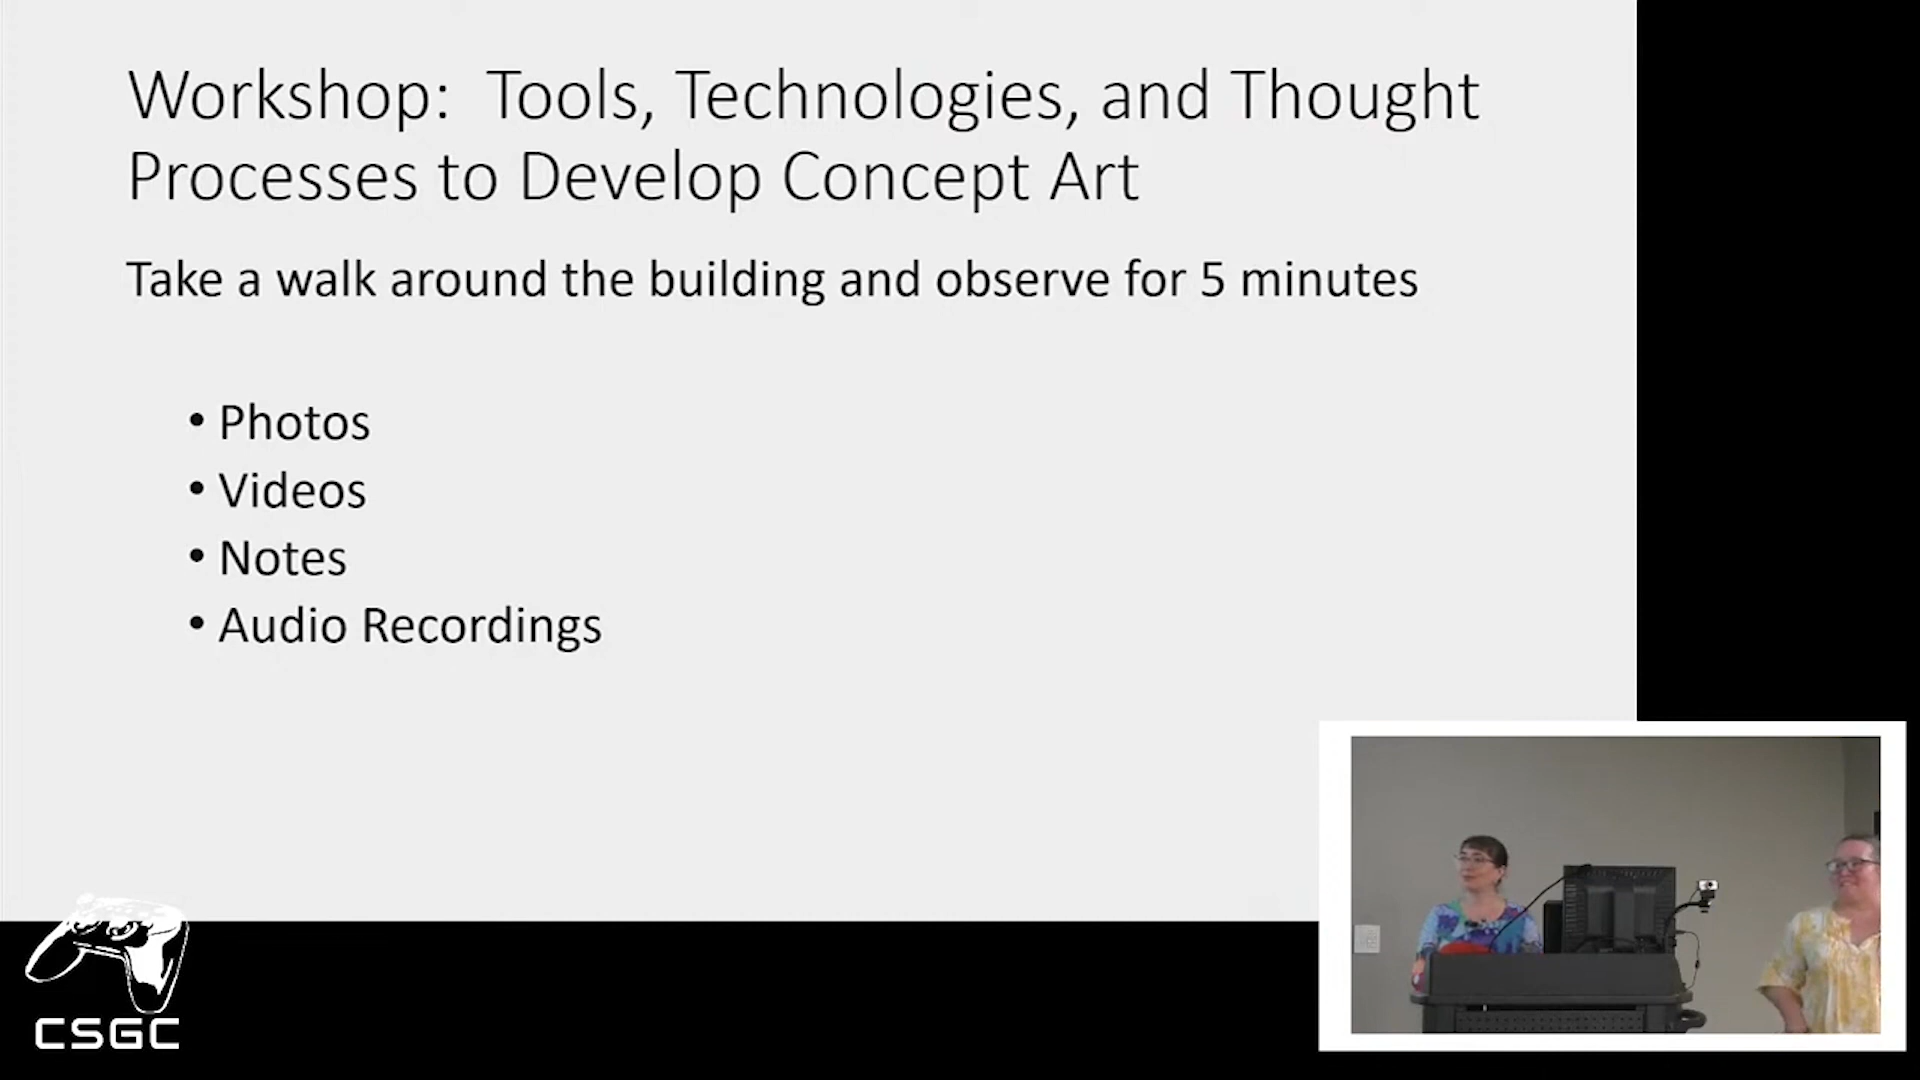 Workshop:  Tools, Technologies, and Thought
Processes to Develop Concept Art
Take a walk around the building and observe for 5 minutes
• Photos
• Videos
• Notes
• Audio Recordings
CSGC